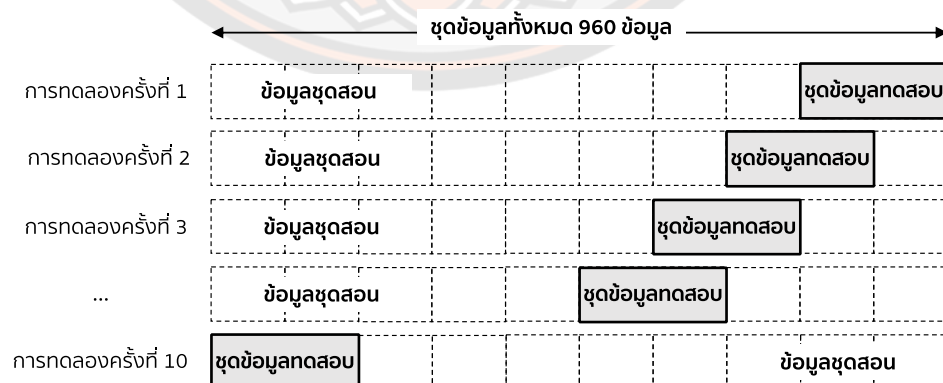 ชุดข้อมูลทั้งหมด 960 ข้อมูล
การทดลองครั้งที่ 1 ข้อมูลชุดสอน ชุดข้อมูลทดสอบ
การทดลองครั้งที่ 2 ข้อมูลชุดสอน ชุดข้อมูลทดสอบ
การทดลองครั้งที่ 3 ข้อมูลชุดสอน ชุดข้อมูลทดสอบ
... ข้อมูลชุดสอน ชุดข้อมูลทดสอบ
การทดลองครั้งที่ 10 ชุดข้อมูลทดสอบ ข้อมูลชุดสอน